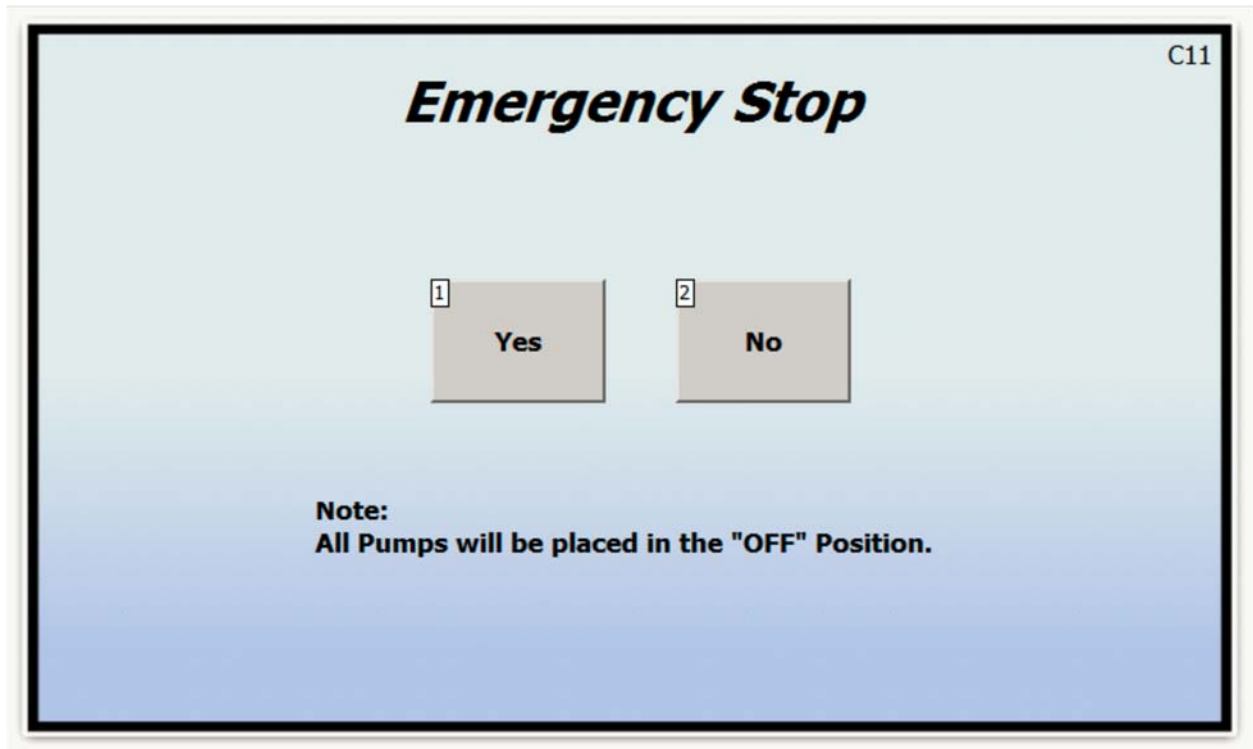 C11
Emergency Stop
1
2
Yes
No
Note:
All Pumps will be placed in the "OFF" Position.